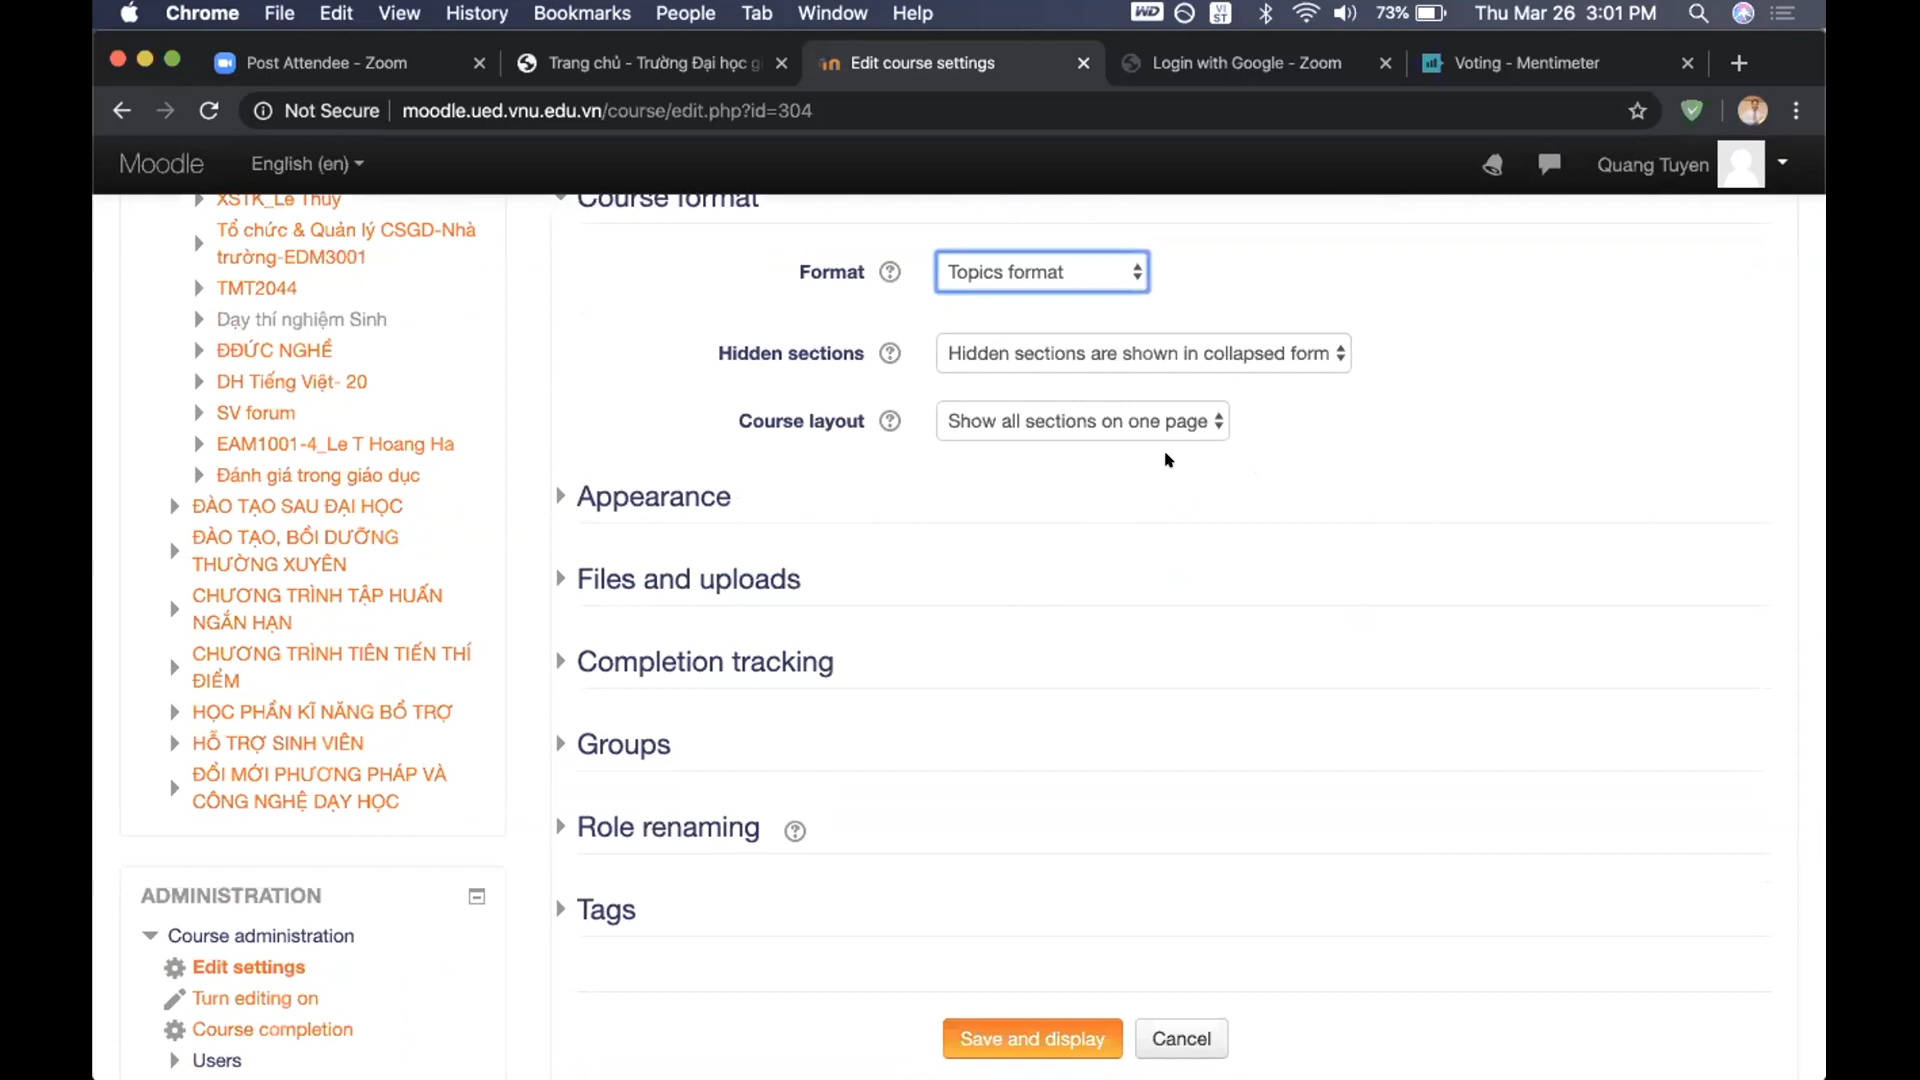 Chrome File Edit View History Bookmarks People Tab Window Help WD VI ST 73% Thu Mar 26 3:01 PM
Post Attendee - Zoom Trang chủ - Trường Đại học g Edit course settings Login with Google - Zoom Voting - Mentimeter
Not Secure moodle.ued.vnu.edu.vn/course/edit.php?id=304
Moodle English (en) Quang Tuyen
XSTK_Le Thuy
Tổ chức & Quản lý CSGD-Nhà
trường-EDM3001
TMT2044
Dạy thí nghiệm Sinh
ĐĐỨC NGHỀ
DH Tiếng Việt- 20
SV forum
EAM1001-4_Le T Hoang Ha
Đánh giá trong giáo dục
ĐÀO TẠO SAU ĐẠI HỌC
ĐÀO TẠO, BỒI DƯỠNG
THƯỜNG XUYÊN
CHƯƠNG TRÌNH TẬP HUẤN
NGẮN HẠN
CHƯƠNG TRÌNH TIÊN TIẾN THÍ
ĐIỂM
HỌC PHẦN KĨ NĂNG BỔ TRỢ
HỖ TRỢ SINH VIÊN
ĐỔI MỚI PHƯƠNG PHÁP VÀ
CÔNG NGHỆ DẠY HỌC
ADMINISTRATION
Course administration
Edit settings
Turn editing on
Course completion
Users
Course format
Format Topics format
Hidden sections Hidden sections are shown in collapsed form
Course layout Show all sections on one page
Appearance
Files and uploads
Completion tracking
Groups
Role renaming
Tags
Save and display Cancel